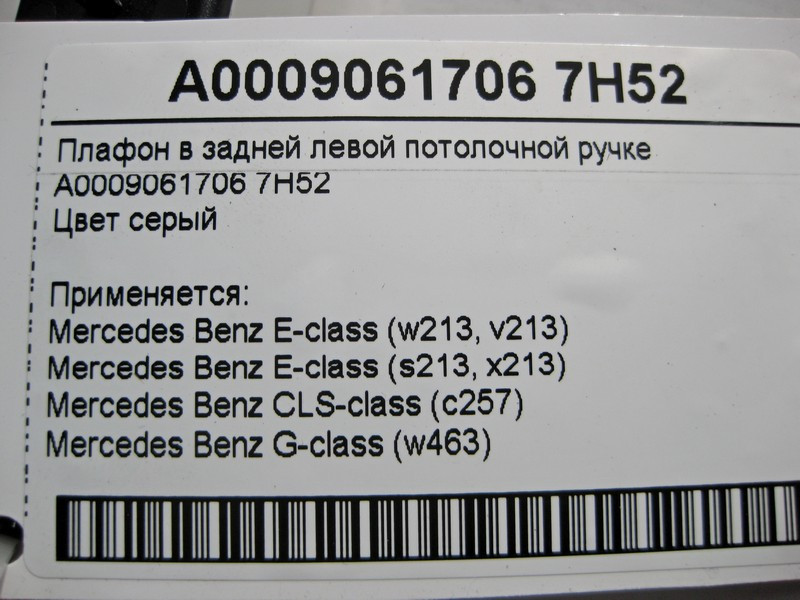 A0009061706 7H52
Плафон в задней левой потолочной ручке
A0009061706 7H52
Цвет серый
Применяется:
Mercedes Benz E-class (w213, v213)
Mercedes Benz E-class (s213, x213)
Mercedes Benz CLS-class (c257)
Mercedes Benz G-class (w463)